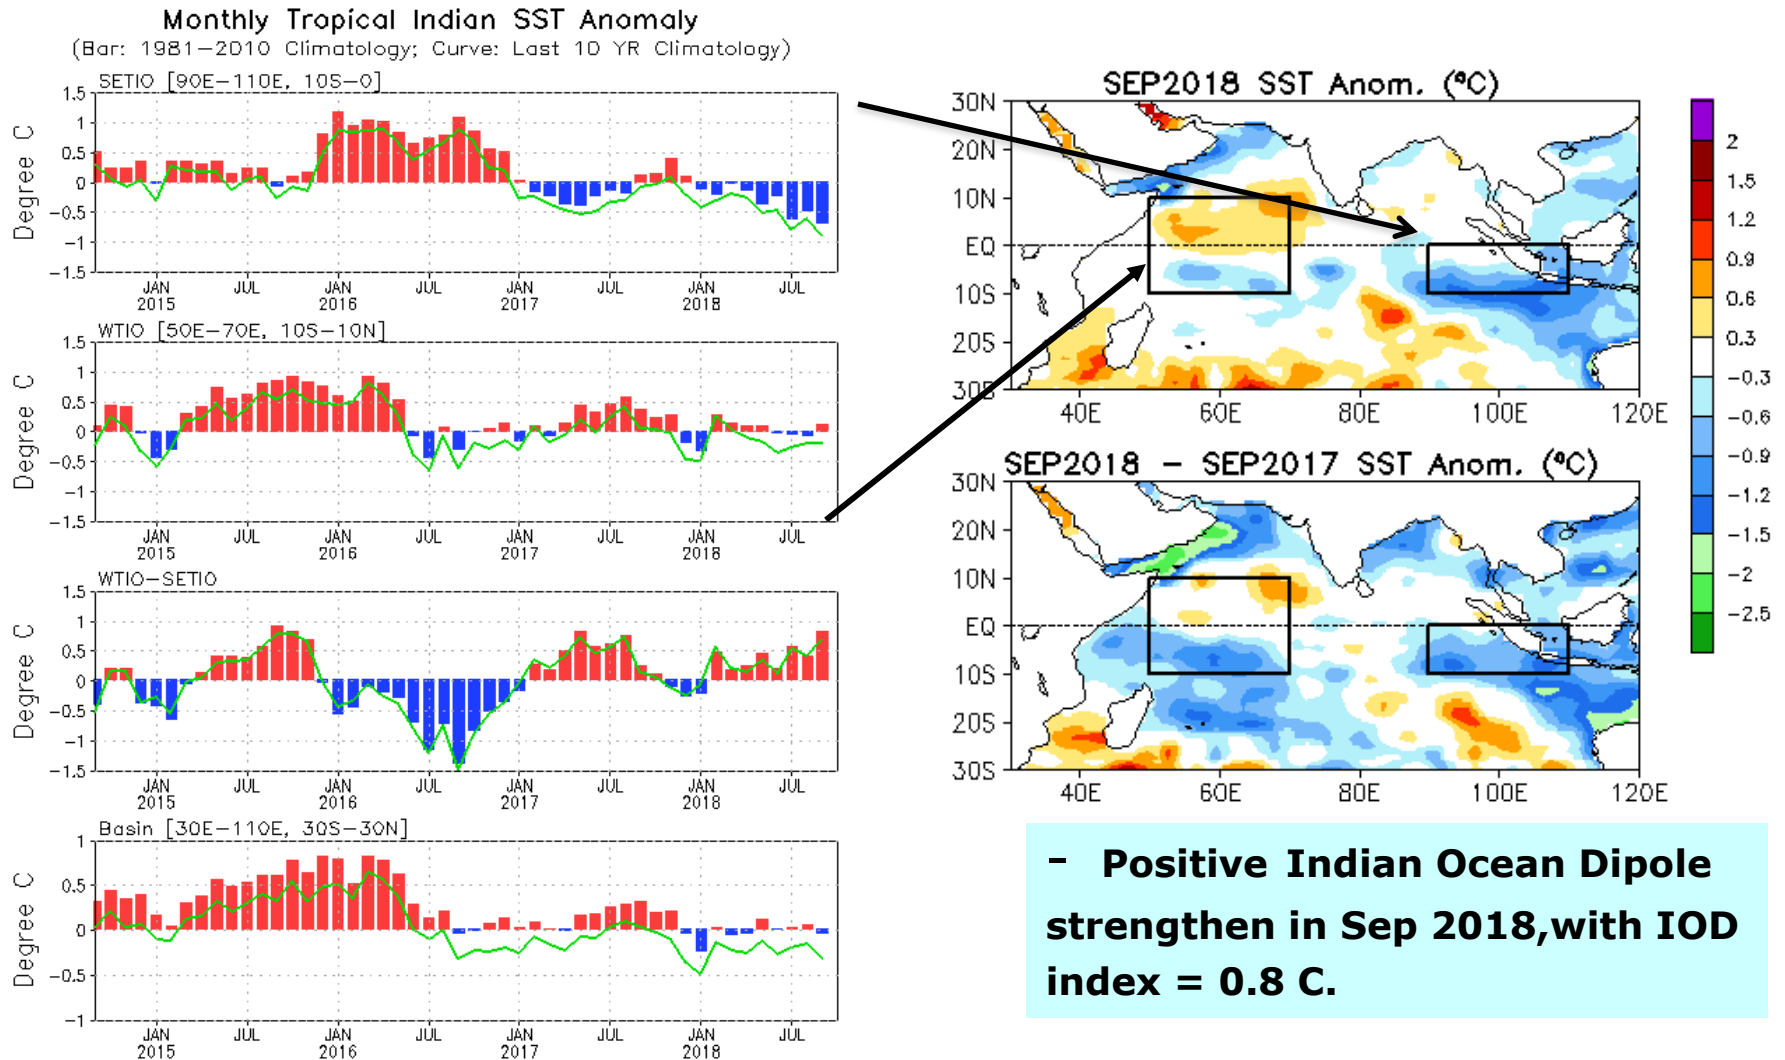 Monthly Tropical Indian SST Anomaly
(Bar: 1981-2010 Climatology; Curve: Last 10 YR Climatology)
SETIO [90E-110E, 10S-0]
Degree C
1.5
1
0.5
0
-0.5
-1
-1.5
JAN JUL JAN JUL JAN JUL JAN JUL
2015 2016 2017 2018
WTIO [50E-70E, 10S-10N]
Degree C
1.5
1
0.5
0
-0.5
-1
-1.5
JAN JUL JAN JUL JAN JUL JAN JUL
2015 2016 2017 2018
WTIO-SETIO
Degree C
1.5
1
0.5
0
-0.5
-1
-1.5
JAN JUL JAN JUL JAN JUL JAN JUL
2015 2016 2017 2018
Basin [30E-110E, 30S-30N]
Degree C
1
0.5
0
-0.5
-1
JAN JUL JAN JUL JAN JUL JAN JUL
2015 2016 2017 2018
SEP2018 SST Anom. (°C)
30N
20N
10N
EQ
10S
20S
30S
40E 60E 80E 100E 120E
SEP2018 - SEP2017 SST Anom. (°C)
30N
20N
10N
EQ
10S
20S
30S
40E 60E 80E 100E 120E
2
1.5
1.2
0.9
0.6
0.3
-0.3
-0.6
-0.9
-1.2
-1.5
-2
-2.5
- Positive Indian Ocean Dipole
strengthen in Sep 2018,with IOD
index = 0.8 C.